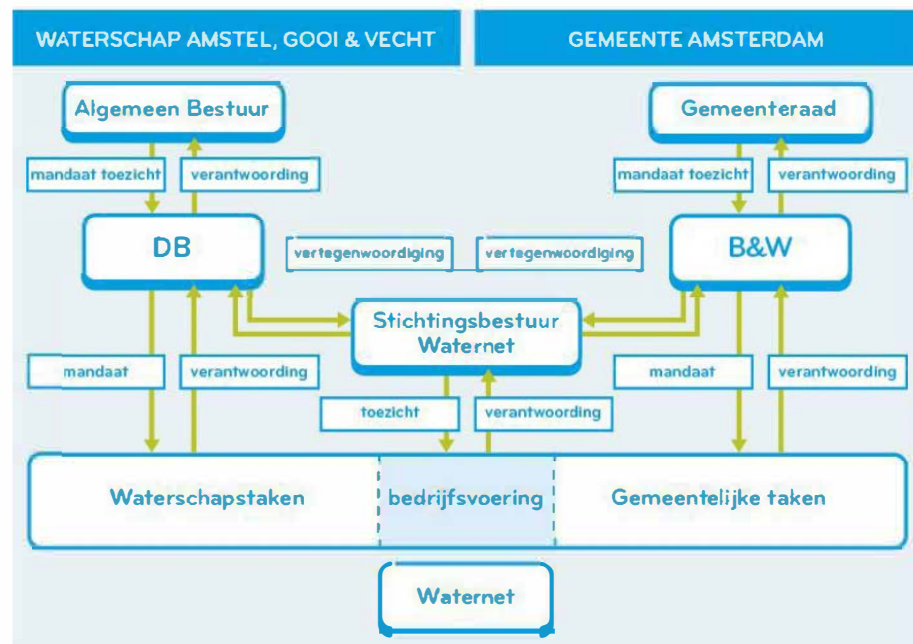 WATERSCHAP AMSTEL, GOOI & VECHT
GEMEENTE AMSTERDAM
Algemeen Bestuur
Gemeenteraad
mandaat toezicht
verantwoording
mandaat toezicht
verantwoording
DB
vertegenwoordiging
vertegenwoordiging
B&W
Stichtingsbestuur
Waternet
mandaat
verantwoording
mandaat
verantwoording
toezicht
verantwoording
Waterschapstaken
bedrijfsvoering
Gemeentelijke taken
Waternet